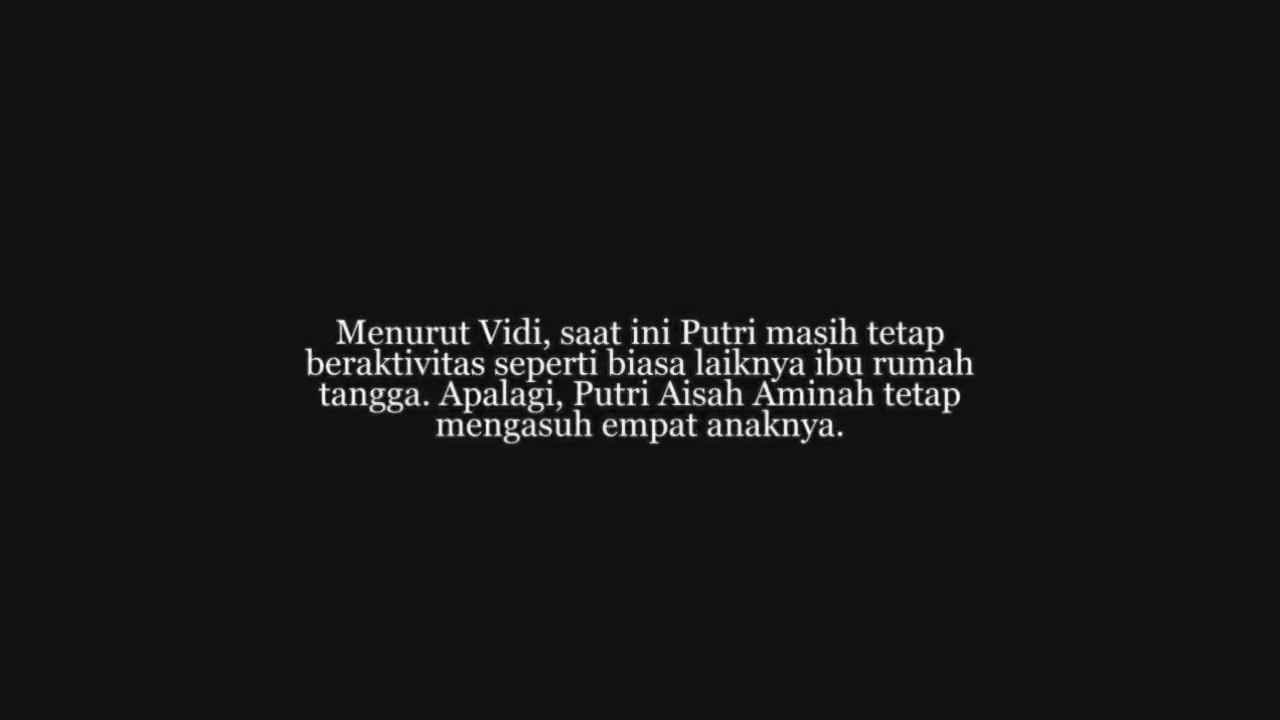 Menurut Vidi, saat ini Putri masih tetap
beraktivitas seperti biasa laiknya ibu rumah
tangga. Apalagi, Putri Aisah Aminah tetap
mengasuh empat anaknya.